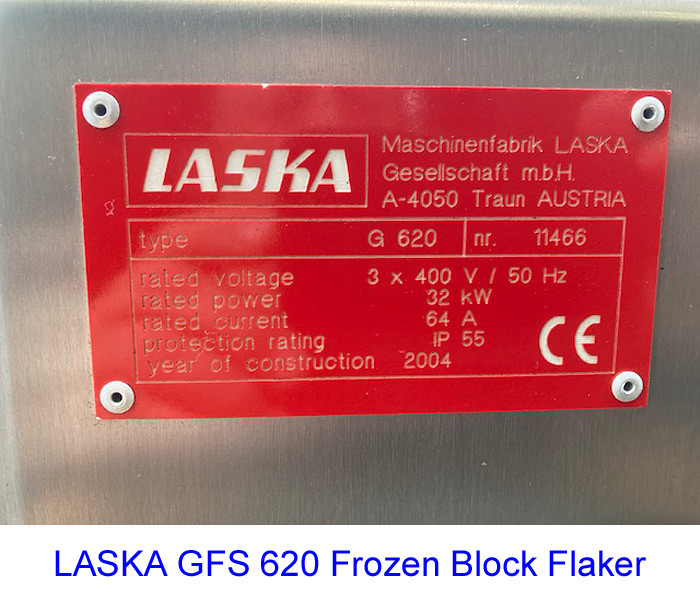 LASKA
Maschinenfabrik LASKA
Gesellschaft m.b.H.
A-4050 Traun AUSTRIA
type G 620 nr. 11466
rated voltage 3 x 400 V / 50 Hz
rated power 32 kW
rated current 64 A
protection rating IP 55
year of construction 2004
CE
LASKA GFS 620 Frozen Block Flaker